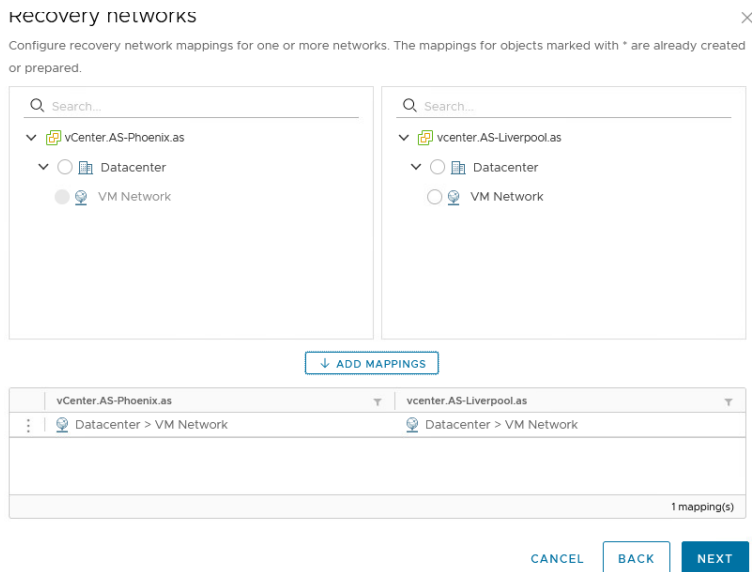 Recovery networks
Configure recovery network mappings for one or more networks. The mappings for objects marked with * are already created
or prepared.
Search...
vCenter.AS-Phoenix.as
Datacenter
VM Network
Search...
vcenter.AS-Liverpool.as
Datacenter
VM Network
ADD MAPPINGS
vCenter.AS-Phoenix.as vcenter.AS-Liverpool.as
Datacenter > VM Network Datacenter > VM Network
1 mapping(s)
CANCEL BACK NEXT